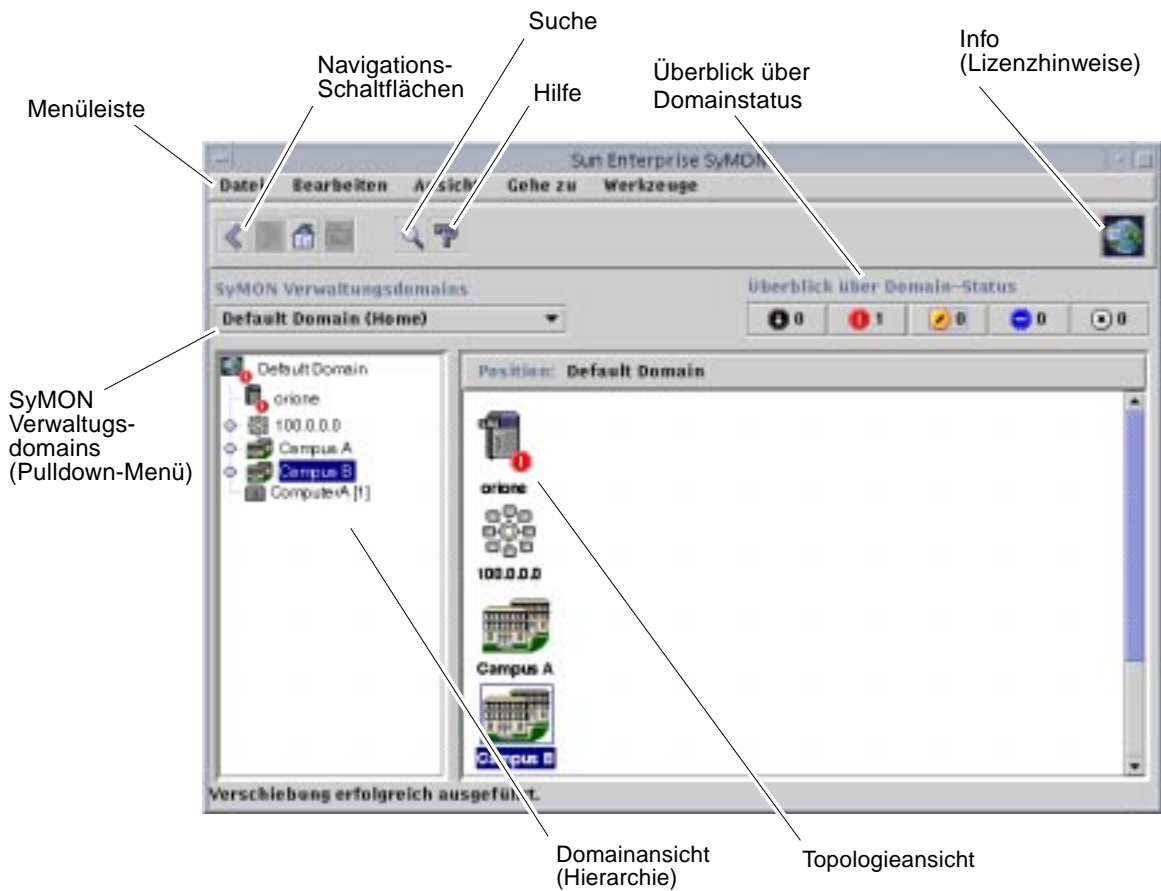 Suche
Info
(Lizenzhinweise)
Navigations-
Schaltflächen
Hilfe
Überblick über
Domainstatus
Menüleiste
Sun Enterprise SyMON
Datei Bearbeiten Ansicht Gehe zu Werkzeuge
SyMON Verwaltungsdomains
Überblick über Domain-Status
Default Domain (Home)
0 1 0 0 0
SyMON
Verwaltugs-
domains
(Pulldown-Menü)
Default Domain
orione
100.0.0.0
Campus A
Campus B
ComputerA [1]
Position: Default Domain
orione
100.0.0.0
Campus A
Campus B
Verschiebung erfolgreich ausgeführt.
Domainansicht
(Hierarchie)
Topologieansicht